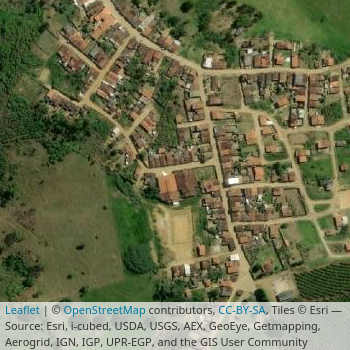 Leaflet | © OpenStreetMap contributors, CC-BY-SA, Tiles © Esri —
Source: Esri, i-cubed, USDA, USGS, AEX, GeoEye, Getmapping,
Aerogrid, IGN, IGP, UPR-EGP, and the GIS User Community